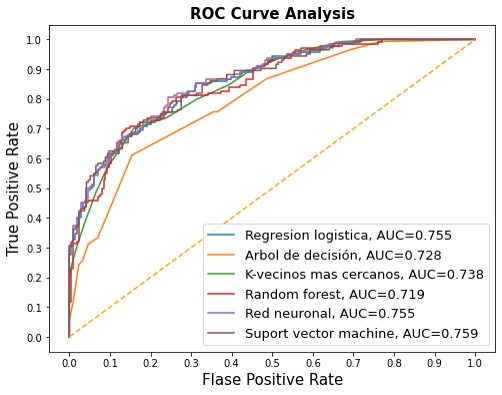 ROC Curve Analysis
True Positive Rate
1.0
0.9
0.8
0.7
0.6
0.5
0.4
0.3
0.2
0.1
0.0
Regresion logistica, AUC=0.755
Arbol de decisión, AUC=0.728
K-vecinos mas cercanos, AUC=0.738
Random forest, AUC=0.719
Red neuronal, AUC=0.755
Suport vector machine, AUC=0.759
0.0 0.1 0.2 0.3 0.4 0.5 0.6 0.7 0.8 0.9 1.0
Flase Positive Rate